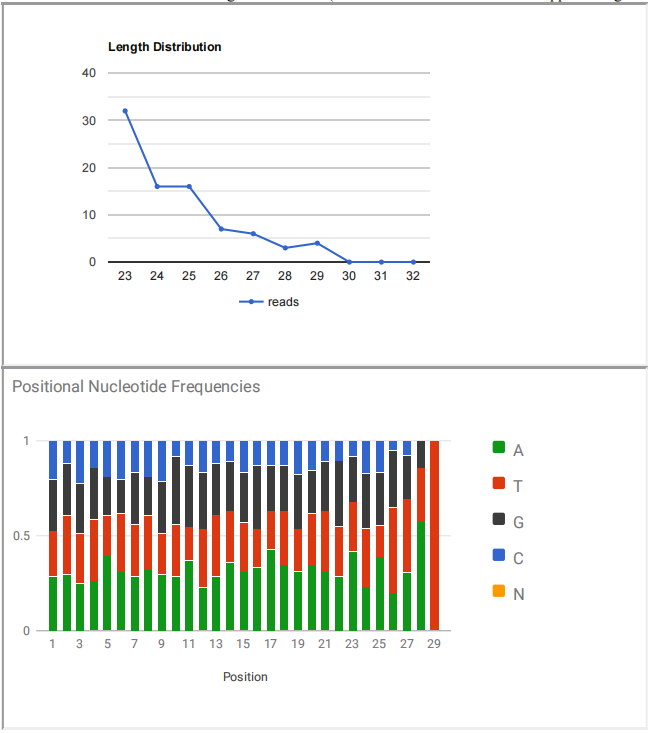 Length Distribution
40
30
20
10
0
23 24 25 26 27 28 29 30 31 32
reads
Positional Nucleotide Frequencies
1
0.5
0
1 3 5 7 9 11 13 15 17 19 21 23 25 27 29
Position
A
T
G
C
N